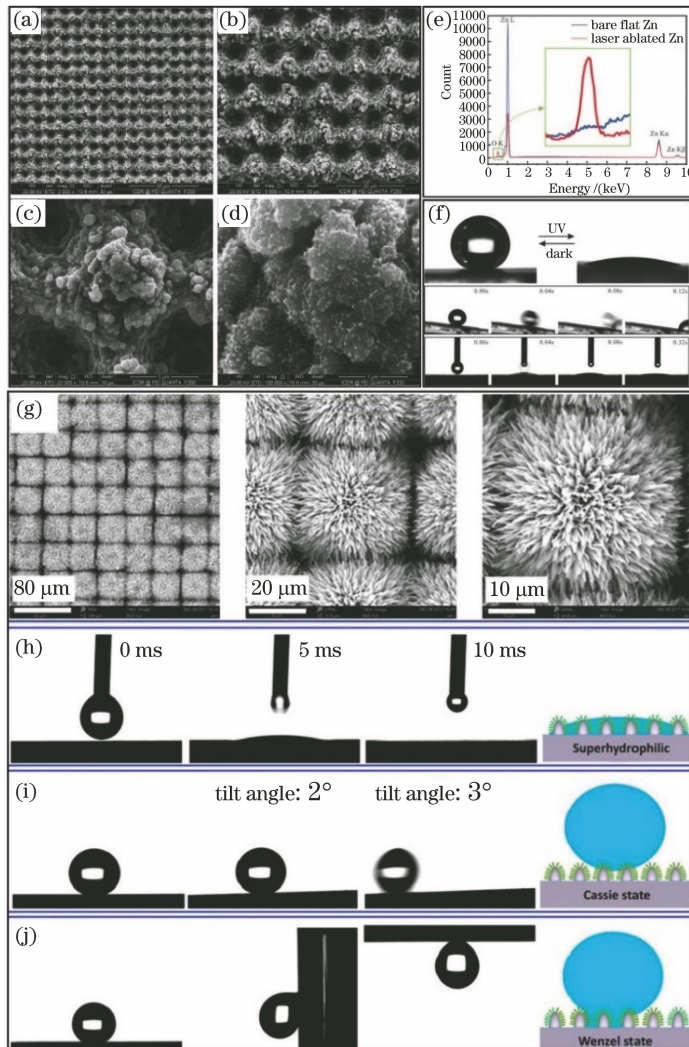 (a)
(b)
(c)
(d)
(e)
11000
10000
9000
8000
7000
6000
5000
4000
3000
2000
1000
0
Count
Zn L
O K
bare flat Zn
laser ablated Zn
Zn Kα
Zn Kβ
0 1 2 3 4 5 6 7 8 9 10
Energy /(keV)
(f)
UV
dark
0.00s 0.04s 0.08s 0.12s
0.00s 0.04s 0.08s 0.32s
(g)
80 μm
20 μm
10 μm
(h)
0 ms
5 ms
10 ms
Superhydrophilic
(i)
tilt angle: 2°
tilt angle: 3°
Cassie state
(j)
Wenzel state